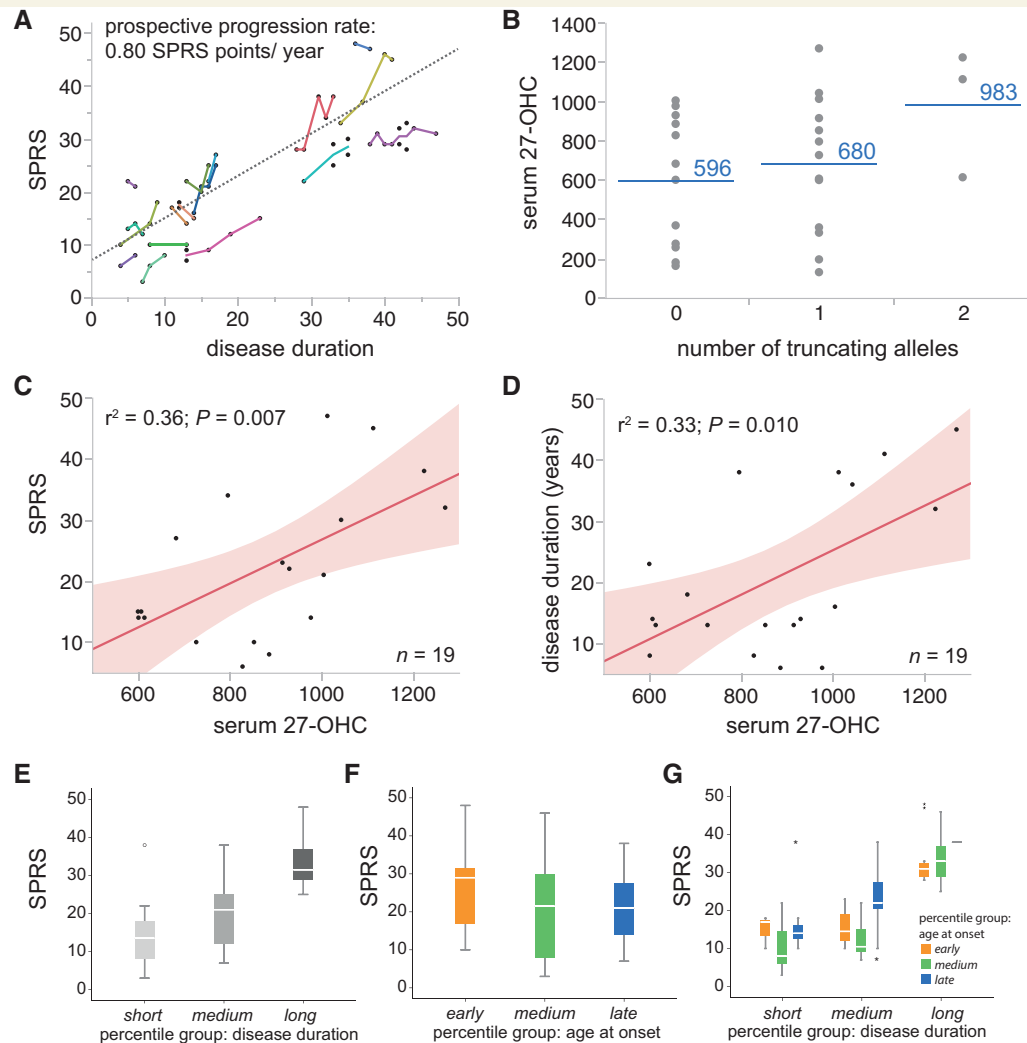 A
prospective progression rate:
0.80 SPRS points/ year
50
40
30
20
10
0
SPRS
0 10 20 30 40 50
disease duration
B
1400
1200
1000
800
600
400
200
0
serum 27-OHC
596
680
983
0 1 2
number of truncating alleles
C
r² = 0.36; P = 0.007
50
40
30
20
10
SPRS
n = 19
600 800 1000 1200
serum 27-OHC
D
r² = 0.33; P = 0.010
50
40
30
20
10
disease duration (years)
n = 19
600 800 1000 1200
serum 27-OHC
E
50
40
30
20
10
0
SPRS
short medium long
percentile group: disease duration
F
50
40
30
20
10
0
SPRS
early medium late
percentile group: age at onset
G
50
40
30
20
10
0
SPRS
percentile group:
age at onset
early
medium
late
short medium long
percentile group: disease duration